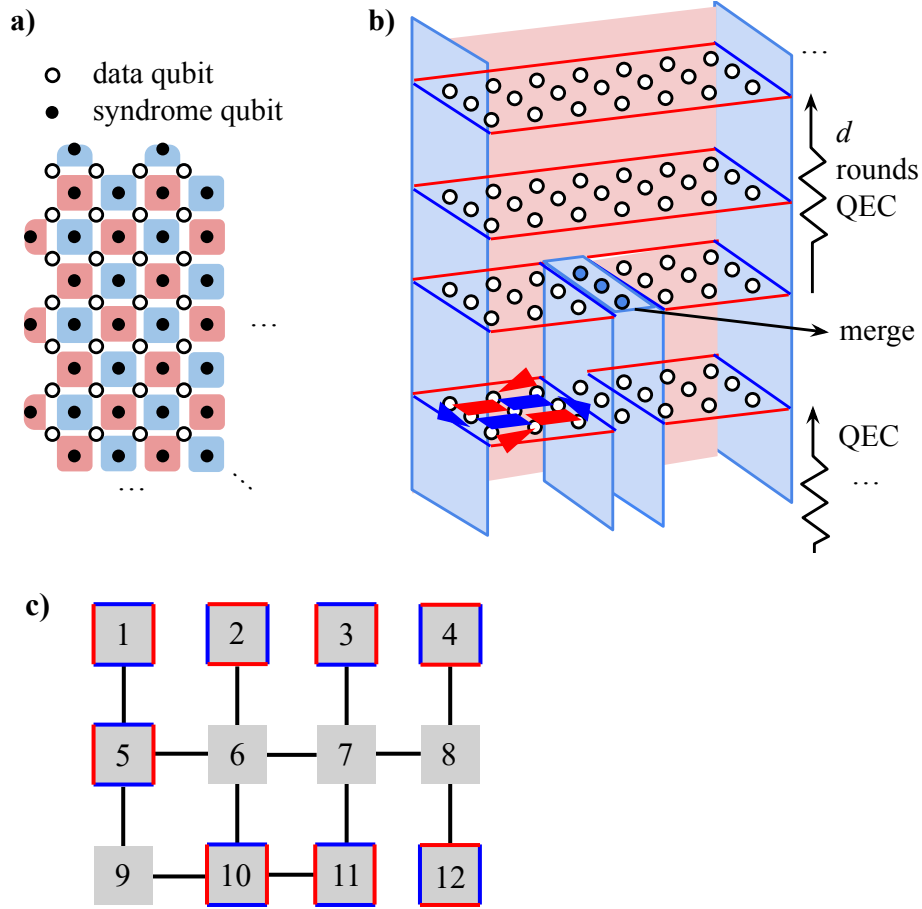 a)
data qubit
syndrome qubit
...
...
...
b)
...
d
rounds
QEC
merge
QEC
...
c)
1 2 3 4
5 6 7 8
9 10 11 12